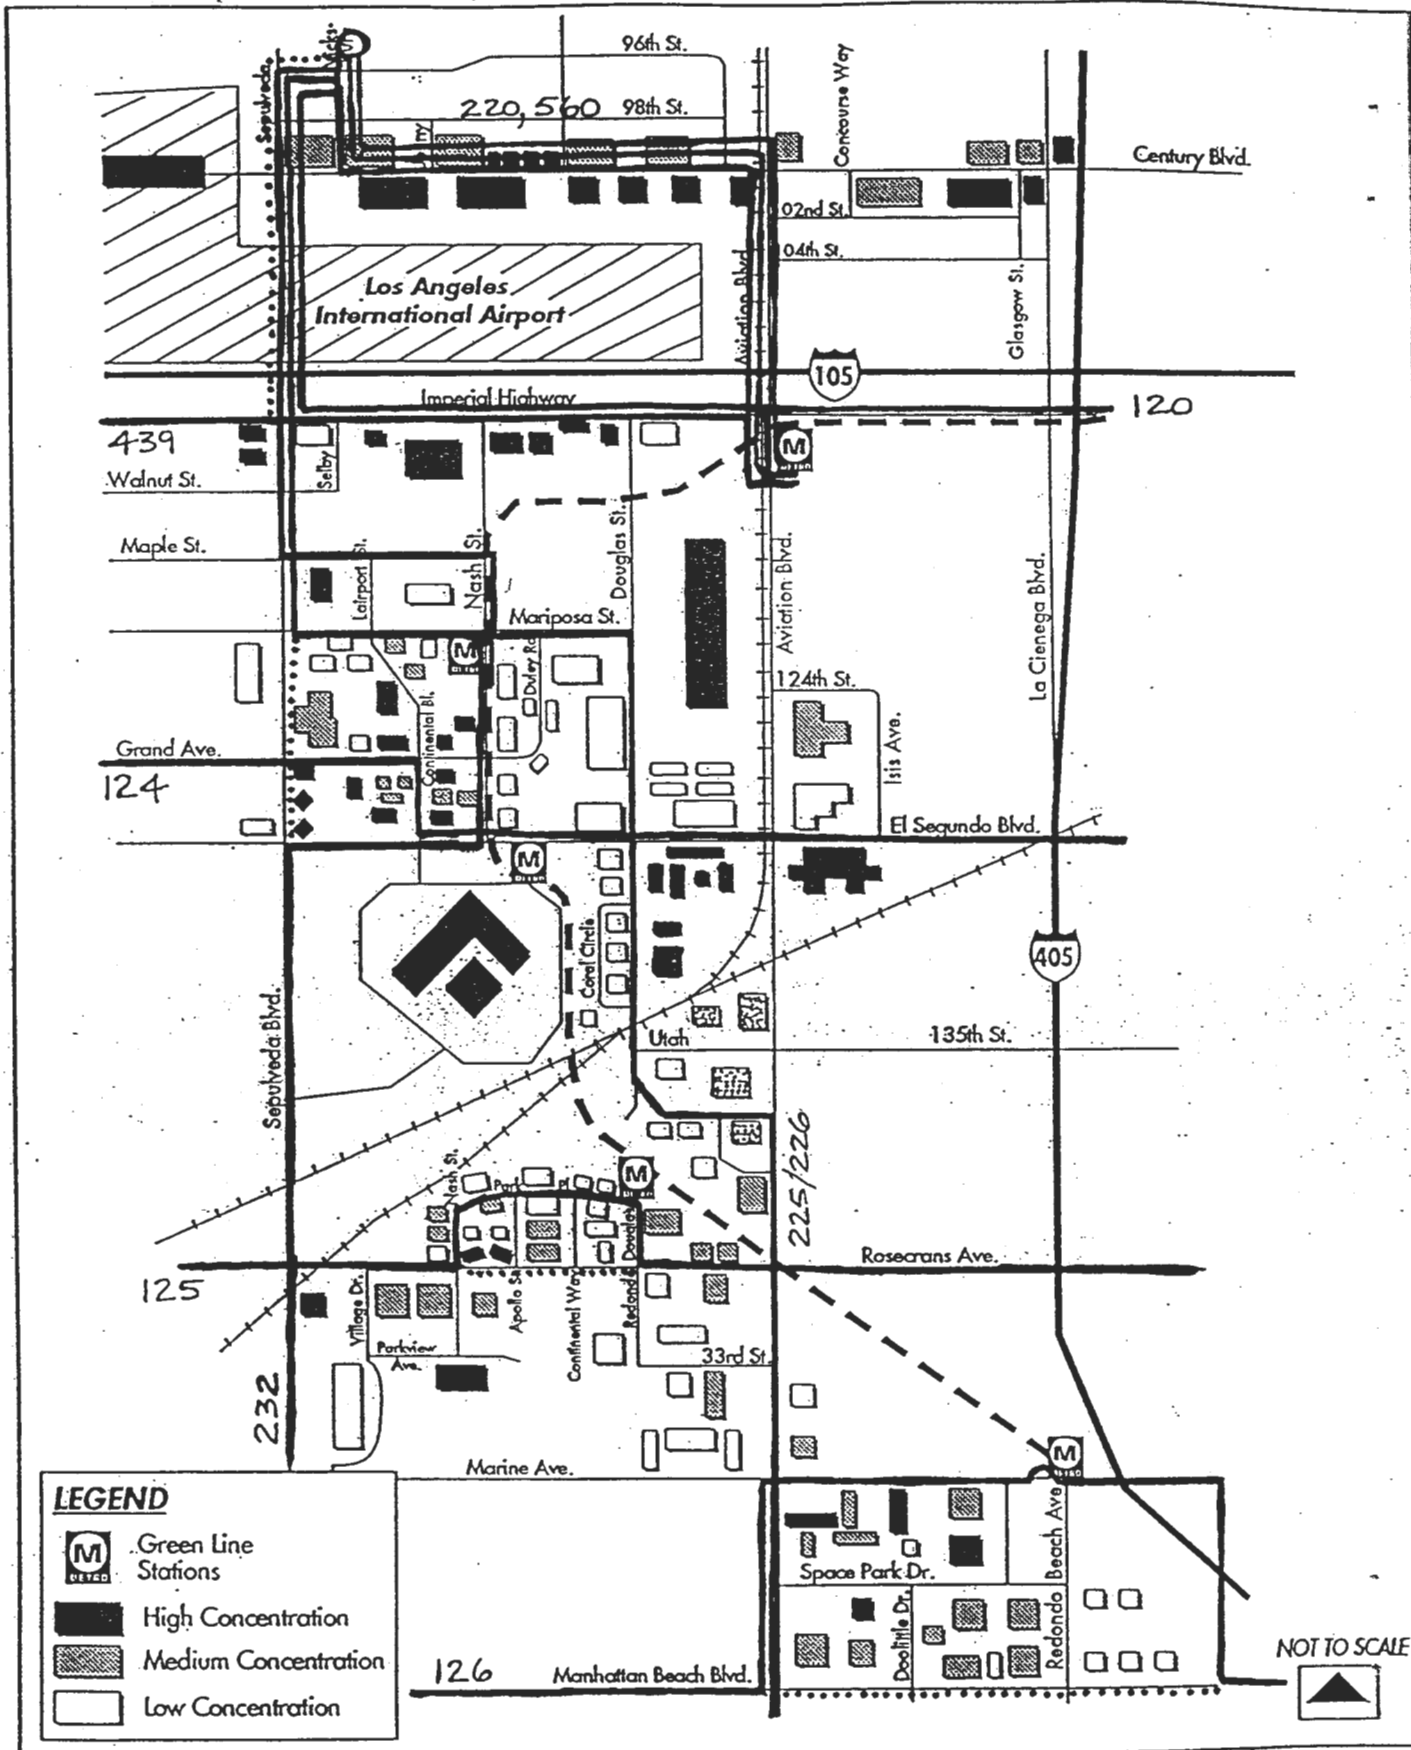 96th St.
Concourse Way
Sepulveda
S
220, 560
98th St.
Century Blvd.
02nd St.
04th St.
Los Angeles
International Airport
Aviation Blvd
Glasgow St.
105
Imperial Highway
120
439
M
Selby
Walnut St.
Maple St.
Lairport St.
Nash St.
Douglas St.
Aviation Blvd.
La Cienega Blvd.
Mariposa St.
M
Duley Rd
124th St.
Isis Ave.
Continental Bl.
Grand Ave.
124
El Segundo Blvd.
M
Coral Circle
405
Sepulveda Blvd.
Utah
135th St.
225/226
Nash St.
Park Pl
M
Douglas
Rosecrans Ave.
125
Village Dr.
Apollo St.
Continental Way
Redondo
Parkview
Ave.
33rd St.
232
Marine Ave.
M
LEGEND
M
METRO
Green Line
Stations
High Concentration
Medium Concentration
Low Concentration
Space Park Dr.
Doolittle Dr.
Redondo Beach Ave
126
Manhattan Beach Blvd.
NOT TO SCALE